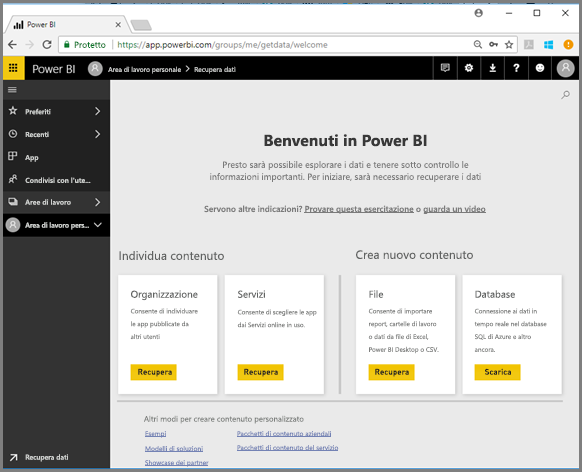 Power BI
Protetto
https://app.powerbi.com/groups/me/getdata/welcome
Power BI
Area di lavoro personale > Recupera dati
Preferiti
Recenti
App
Condivisi con l'ute...
Aree di lavoro
Area di lavoro pers...
Recupera dati
Benvenuti in Power BI
Presto sarà possibile esplorare i dati e tenere sotto controllo le
informazioni importanti. Per iniziare, sarà necessario recuperare i dati
Servono altre indicazioni? Provare questa esercitazione o guarda un video
Individua contenuto
Organizzazione
Consente di individuare
le app pubblicate da
altri utenti
Recupera
Servizi
Consente di scegliere le app
dai Servizi online in uso.
Recupera
Crea nuovo contenuto
File
Consente di importare
report, cartelle di lavoro
o dati da file di Excel,
Power BI Desktop o CSV.
Recupera
Database
Connessione ai dati in
tempo reale nel database
SQL di Azure e altro
ancora.
Scarica
Altri modi per creare contenuto personalizzato
Esempi
Modelli di soluzioni
Showcase dei partner
Pacchetti di contenuto aziendali
Pacchetti di contenuto del servizio